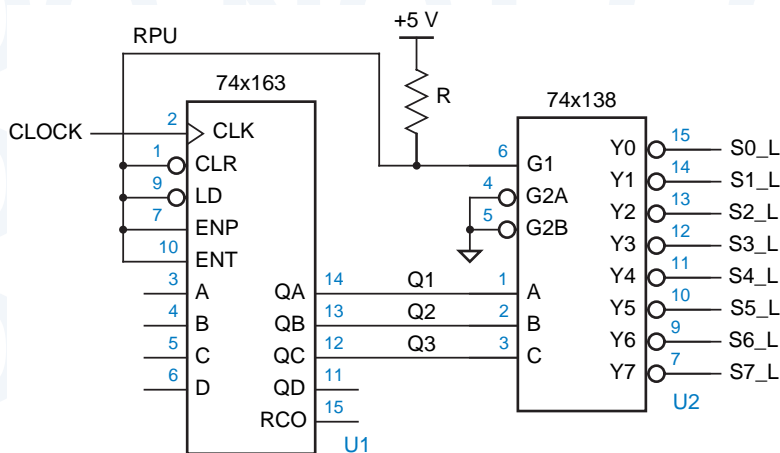 +5 V
RPU
R
74x163
74x138
CLOCK
2
CLK
1
CLR
9
LD
7
ENP
10
ENT
3
A
4
B
5
C
6
D
QA
14
Q1
QB
13
Q2
QC
12
Q3
QD
11
RCO
15
U1
6
G1
4
G2A
5
G2B
1
A
2
B
3
C
Y0
15
S0_L
Y1
14
S1_L
Y2
13
S2_L
Y3
12
S3_L
Y4
11
S4_L
Y5
10
S5_L
Y6
9
S6_L
Y7
7
S7_L
U2